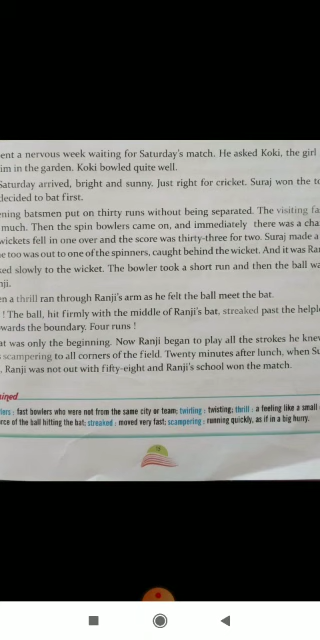 ent a nervous week waiting for Saturday's match. He asked Koki, the girl
im in the garden. Koki bowled quite well.
Saturday arrived, bright and sunny. Just right for cricket. Suraj won the to
decided to bat first.
ening batsmen put on thirty runs without being separated. The visiting fa
much. Then the spin bowlers came on, and immediately there was a cha
wickets fell in one over and the score was thirty-three for two. Suraj made a
e too was out to one of the spinners, caught behind the wicket. And it was Ran
ked slowly to the wicket. The bowler took a short run and then the ball wa
nji.
en a thrill ran through Ranji's arm as he felt the ball meet the bat.
! The ball, hit firmly with the middle of Ranji's bat, streaked past the helpl
wards the boundary. Four runs !
at was only the beginning. Now Ranji began to play all the strokes he knew
s scampering to all corners of the field. Twenty minutes after lunch, when Su
, Ranji was not out with fifty-eight and Ranji's school won the match.
ined
lers : fast bowlers who were not from the same city or team; twirling : twisting; thrill : a feeling like a small
rce of the ball hitting the bat; streaked : moved very fast; scampering : running quickly, as if in a big hurry.